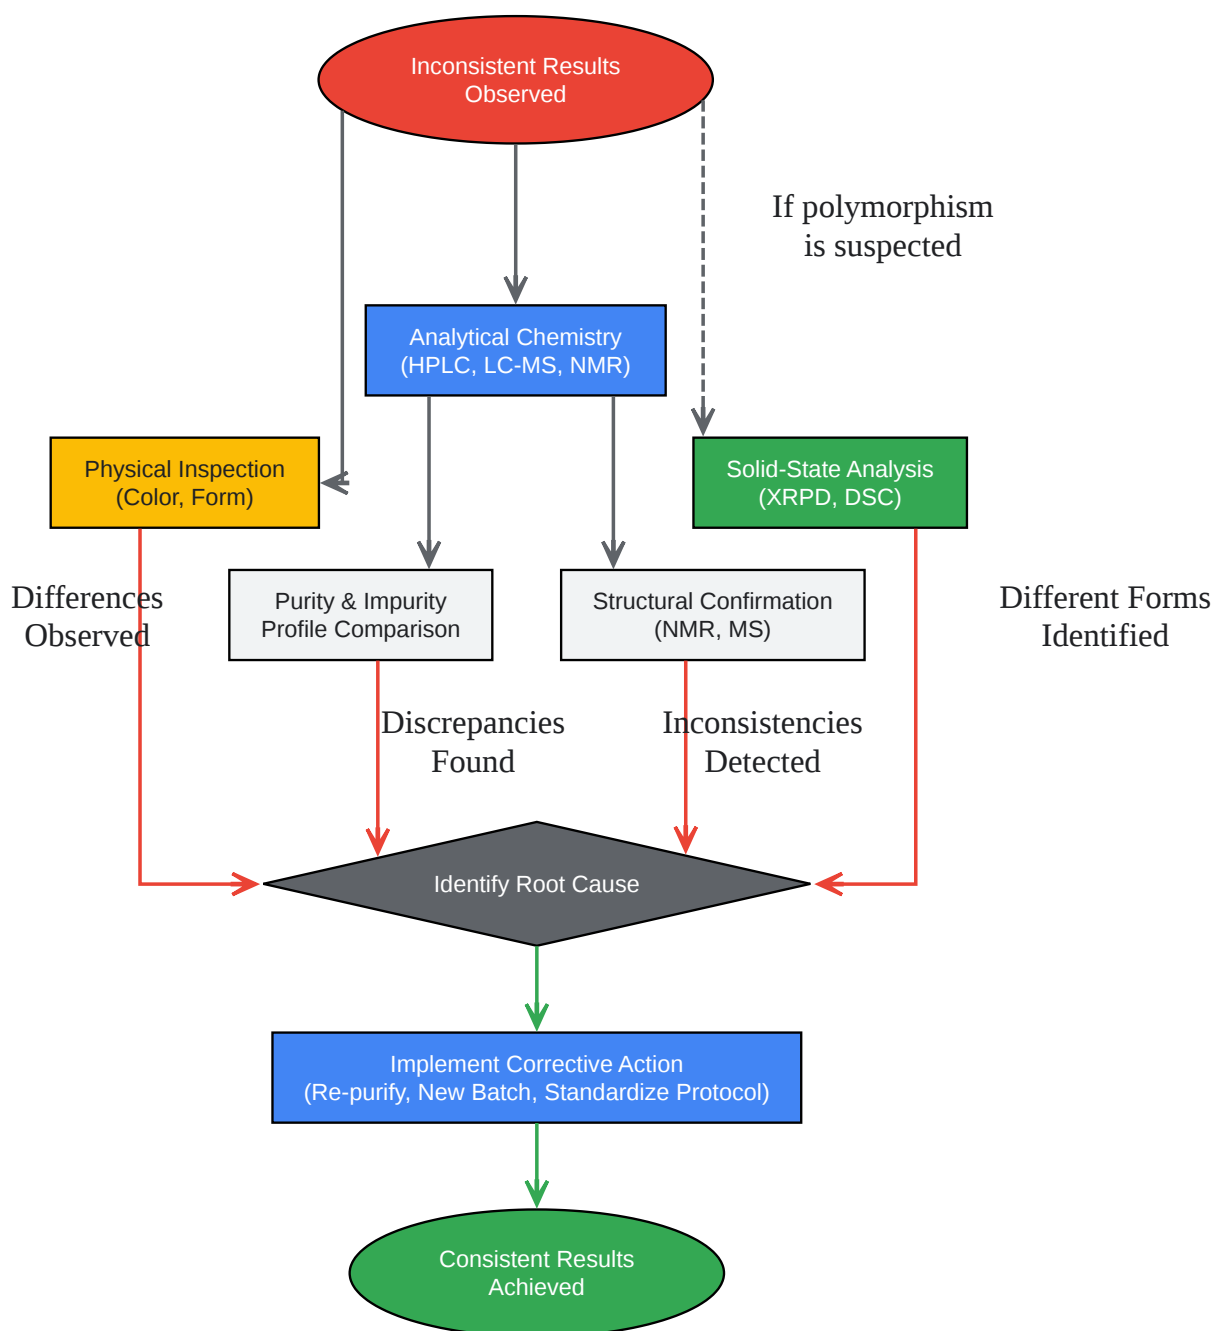 Inconsistent Results
Observed
If polymorphism
is suspected
Analytical Chemistry
(HPLC, LC-MS, NMR)
Physical Inspection
(Color, Form)
Solid-State Analysis
(XRPD, DSC)
Differences
Observed
Purity & Impurity
Profile Comparison
Structural Confirmation
(NMR, MS)
Different Forms
Identified
Discrepancies
Found
Inconsistencies
Detected
Identify Root Cause
Implement Corrective Action
(Re-purify, New Batch, Standardize Protocol)
Consistent Results
Achieved